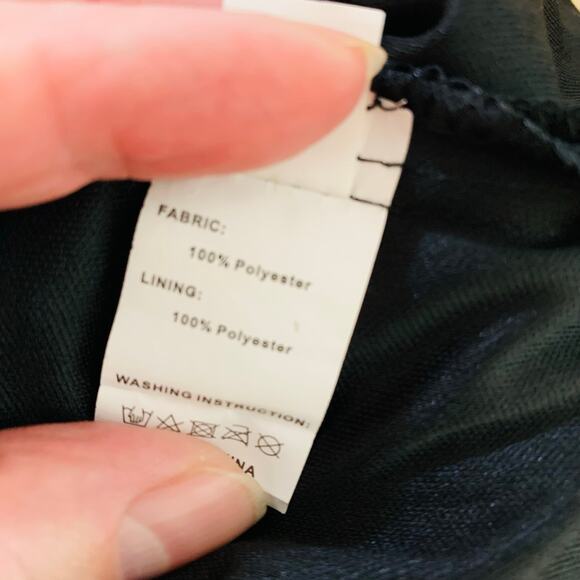 FABRIC:
100% Polyester
LINING:
100% Polyester
WASHING INSTRUCTION: